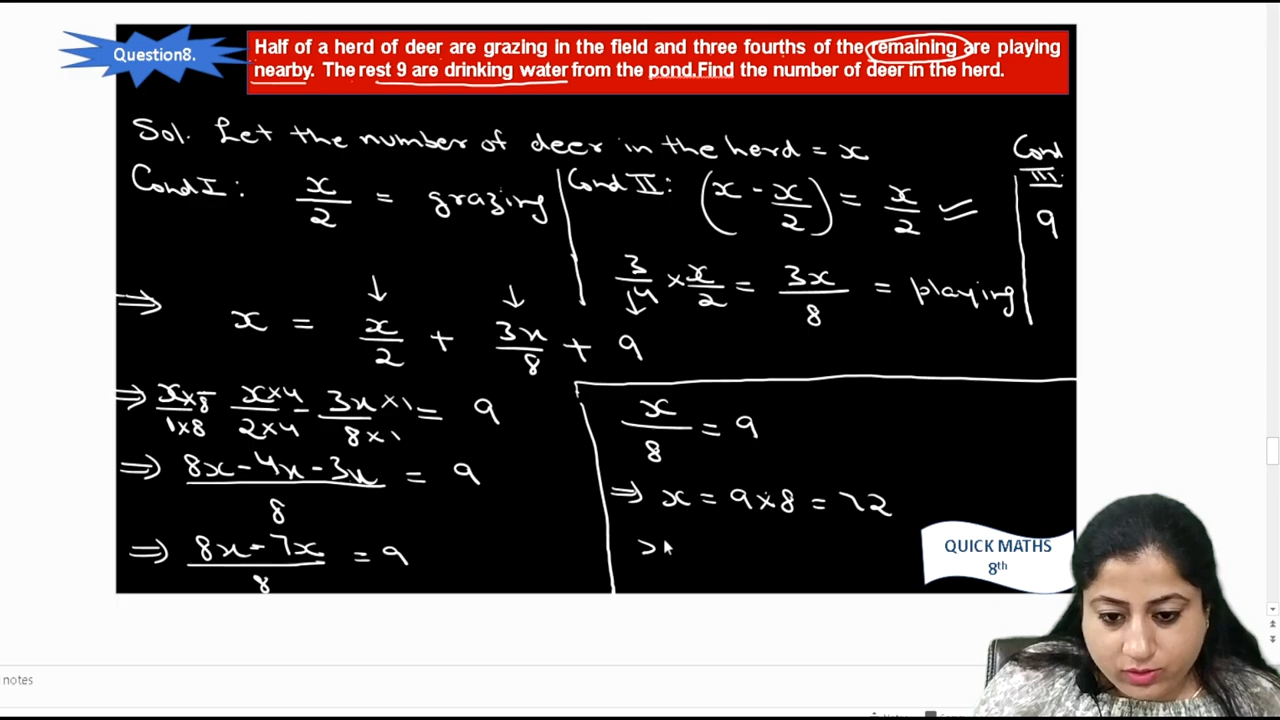 Question8.
Half of a herd of deer are grazing in the field and three fourths of the remaining are playing
nearby. The rest 9 are drinking water from the pond.Find the number of deer in the herd.
Sol. Let the number of deer in the herd = x
Cond I: x/2 = grazing
Cond II: (x - x/2) = x/2
3/4 × x/2 = 3x/8 = playing
Cond III:
9
⇒ x = x/2 + 3x/8 + 9
⇒ x×8/1×8 - x×4/2×4 - 3x×1/8×1 = 9
⇒ 8x-4x-3x/8 = 9
⇒ 8x-7x/8 = 9
x/8 = 9
⇒ x = 9×8 = 72
QUICK MATHS
8th
notes